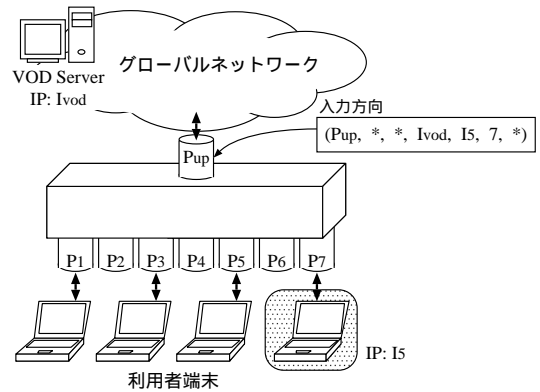 VOD Server
IP: Ivod
グローバルネットワーク
入力方向
(Pup, *, *, Ivod, I5, 7, *)
Pup
P1 P2 P3 P4 P5 P6 P7
IP: I5
利用者端末